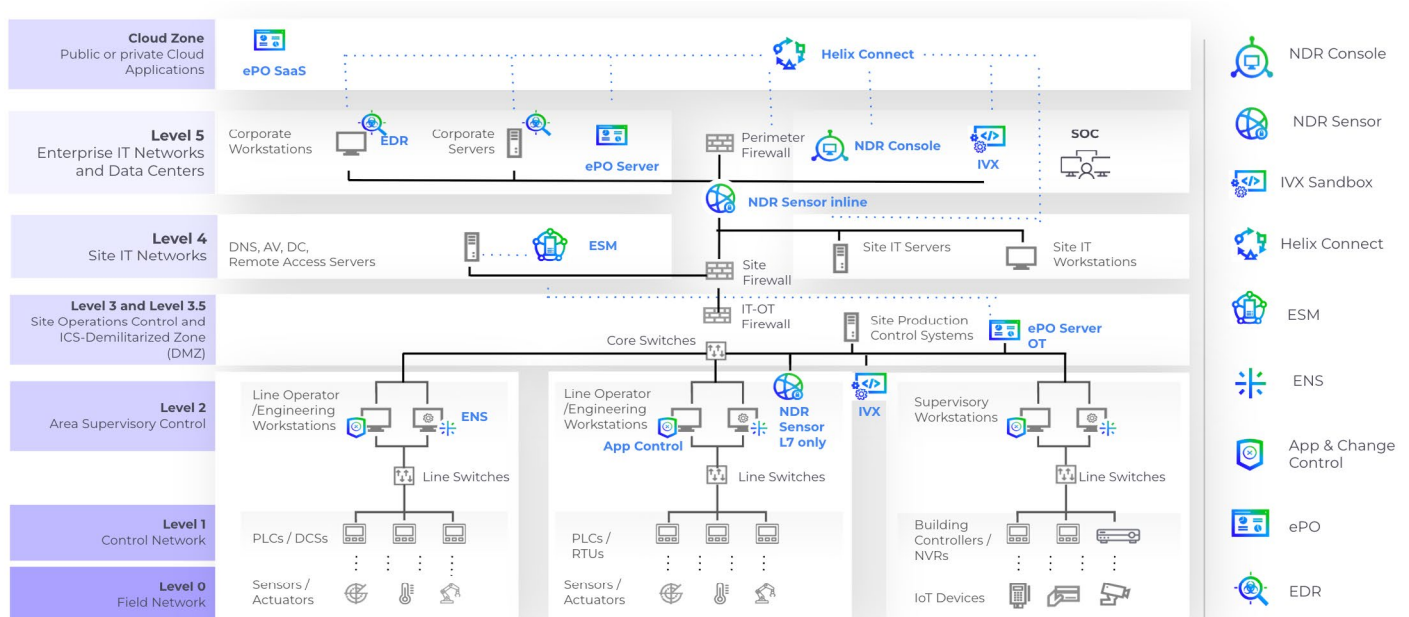 Cloud Zone
Public or private Cloud
Applications
ePO SaaS
Helix Connect
Level 5
Enterprise IT Networks
and Data Centers
Corporate
Workstations
EDR
Corporate
Servers
ePO Server
Perimeter
Firewall
NDR Console
IVX
SOC
NDR Sensor inline
Level 4
Site IT Networks
DNS, AV, DC,
Remote Access Servers
ESM
Site
Firewall
Site IT Servers
Site IT
Workstations
Level 3 and Level 3.5
Site Operations Control and
ICS-Demilitarized Zone
(DMZ)
IT-OT
Firewall
Core Switches
Site Production
Control Systems
ePO Server
OT
Level 2
Area Supervisory Control
Line Operator
/Engineering
Workstations
ENS
Line Switches
Line Operator
/Engineering
Workstations
App Control
NDR
Sensor
L7 only
IVX
Line Switches
Supervisory
Workstations
Line Switches
Level 1
Control Network
PLCs / DCSs
PLCs /
RTUs
Building
Controllers /
NVRs
Level 0
Field Network
Sensors /
Actuators
Sensors /
Actuators
IoT Devices
NDR Console
NDR Sensor
IVX Sandbox
Helix Connect
ESM
ENS
App & Change
Control
ePO
EDR